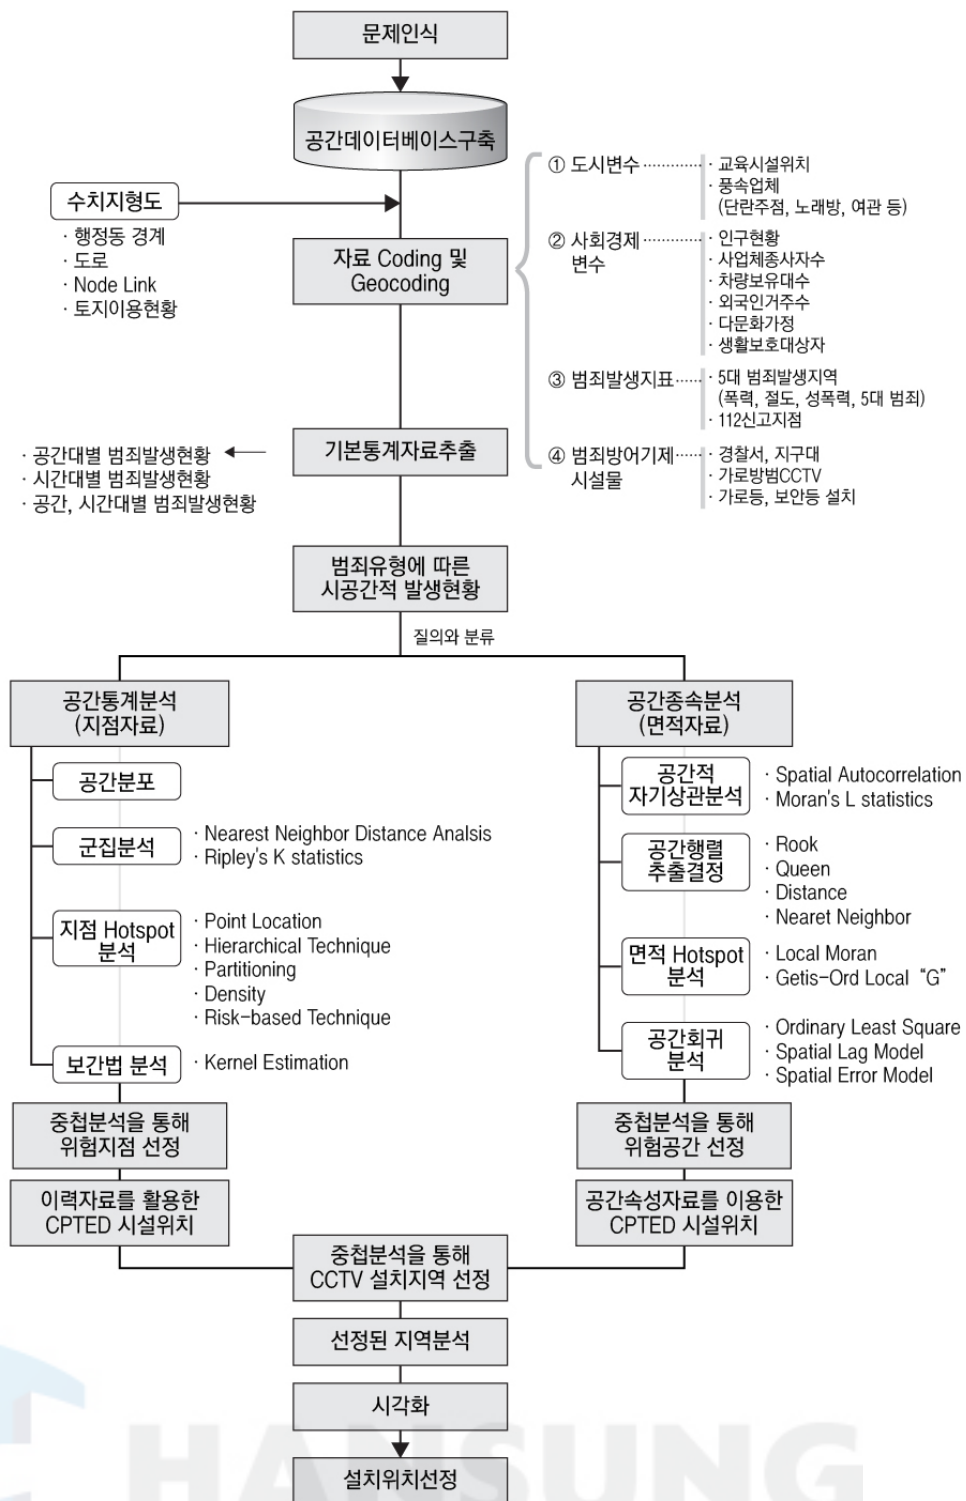 문제인식
공간데이터베이스구축
수치지형도
· 행정동 경계
· 도로
· Node Link
· 토지이용현황
자료 Coding 및
Geocoding
① 도시변수
· 교육시설위치
· 풍속업체
(단란주점, 노래방, 여관 등)
② 사회경제
변수
· 인구현황
· 사업체종사자수
· 차량보유대수
· 외국인거주수
· 다문화가정
· 생활보호대상자
③ 범죄발생지표
· 5대 범죄발생지역
(폭력, 절도, 성폭력, 5대 범죄)
· 112신고지점
④ 범죄방어기제
시설물
· 경찰서, 지구대
· 가로방범CCTV
· 가로등, 보안등 설치
기본통계자료추출
· 공간대별 범죄발생현황
· 시간대별 범죄발생현황
· 공간, 시간대별 범죄발생현황
범죄유형에 따른
시공간적 발생현황
질의와 분류
공간통계분석
(지점자료)
공간분포
군집분석
· Nearest Neighbor Distance Analsis
· Ripley's K statistics
지점 Hotspot
분석
· Point Location
· Hierarchical Technique
· Partitioning
· Density
· Risk-based Technique
보간법 분석
· Kernel Estimation
중첩분석을 통해
위험지점 선정
이력자료를 활용한
CPTED 시설위치
공간종속분석
(면적자료)
공간적
자기상관분석
· Spatial Autocorrelation
· Moran's L statistics
공간행렬
추출결정
· Rook
· Queen
· Distance
· Nearet Neighbor
면적 Hotspot
분석
· Local Moran
· Getis-Ord Local “G”
공간회귀
분석
· Ordinary Least Square
· Spatial Lag Model
· Spatial Error Model
중첩분석을 통해
위험공간 선정
공간속성자료를 이용한
CPTED 시설위치
중첩분석을 통해
CCTV 설치지역 선정
선정된 지역분석
시각화
설치위치선정
HANSUNG